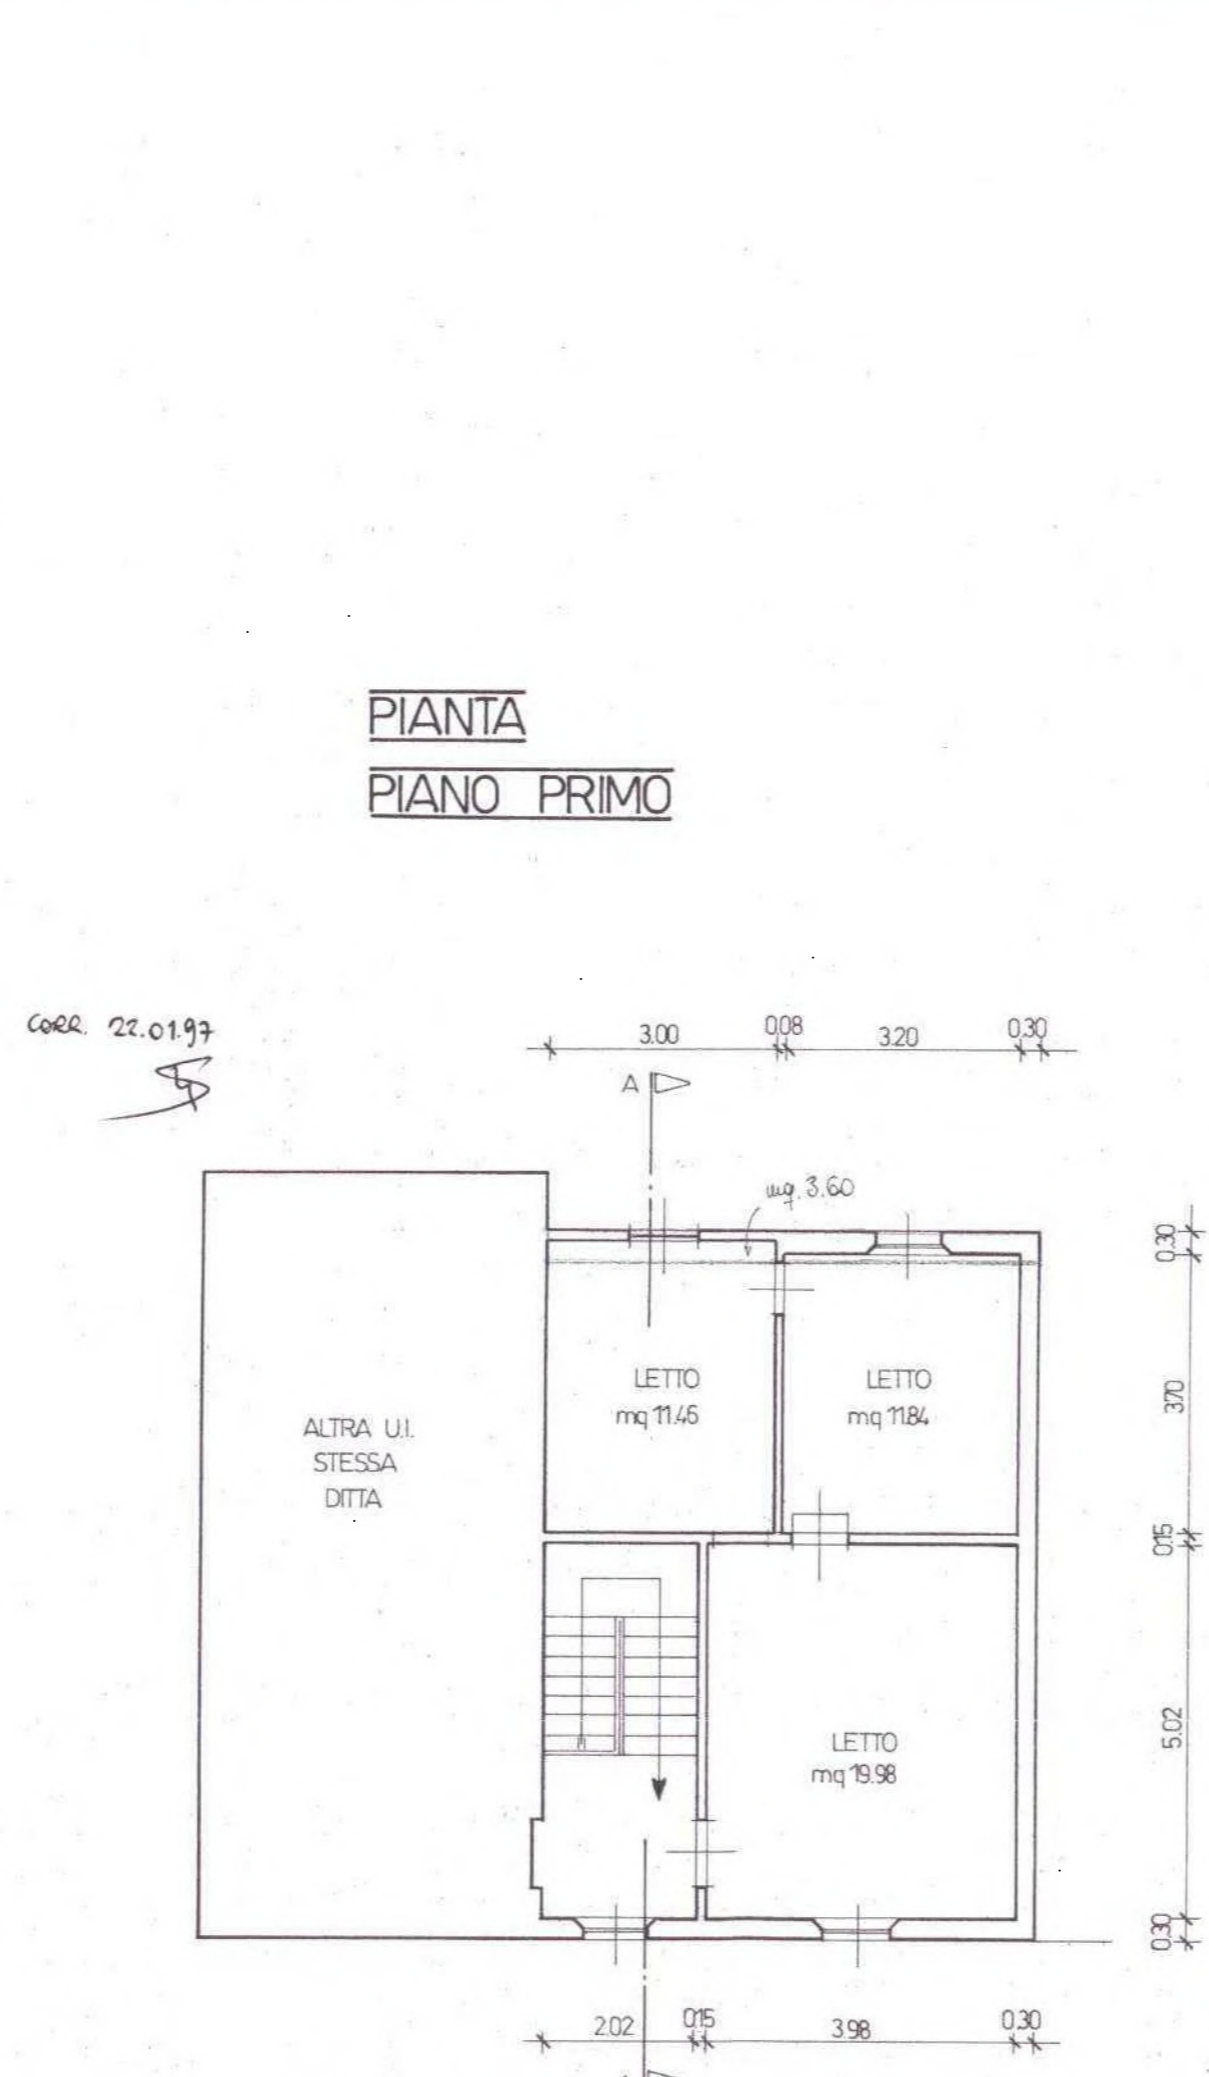 PIANTA
PIANO PRIMO
CORR. 22.01.97
3.00 0.08 3.20 0.30
A
mq. 3.60
0.30
LETTO
mq 11.46
LETTO
mq 11.84
3.70
ALTRA U.I.
STESSA
DITTA
0.15
5.02
LETTO
mq 19.98
0.30
2.02 0.15 3.98 0.30